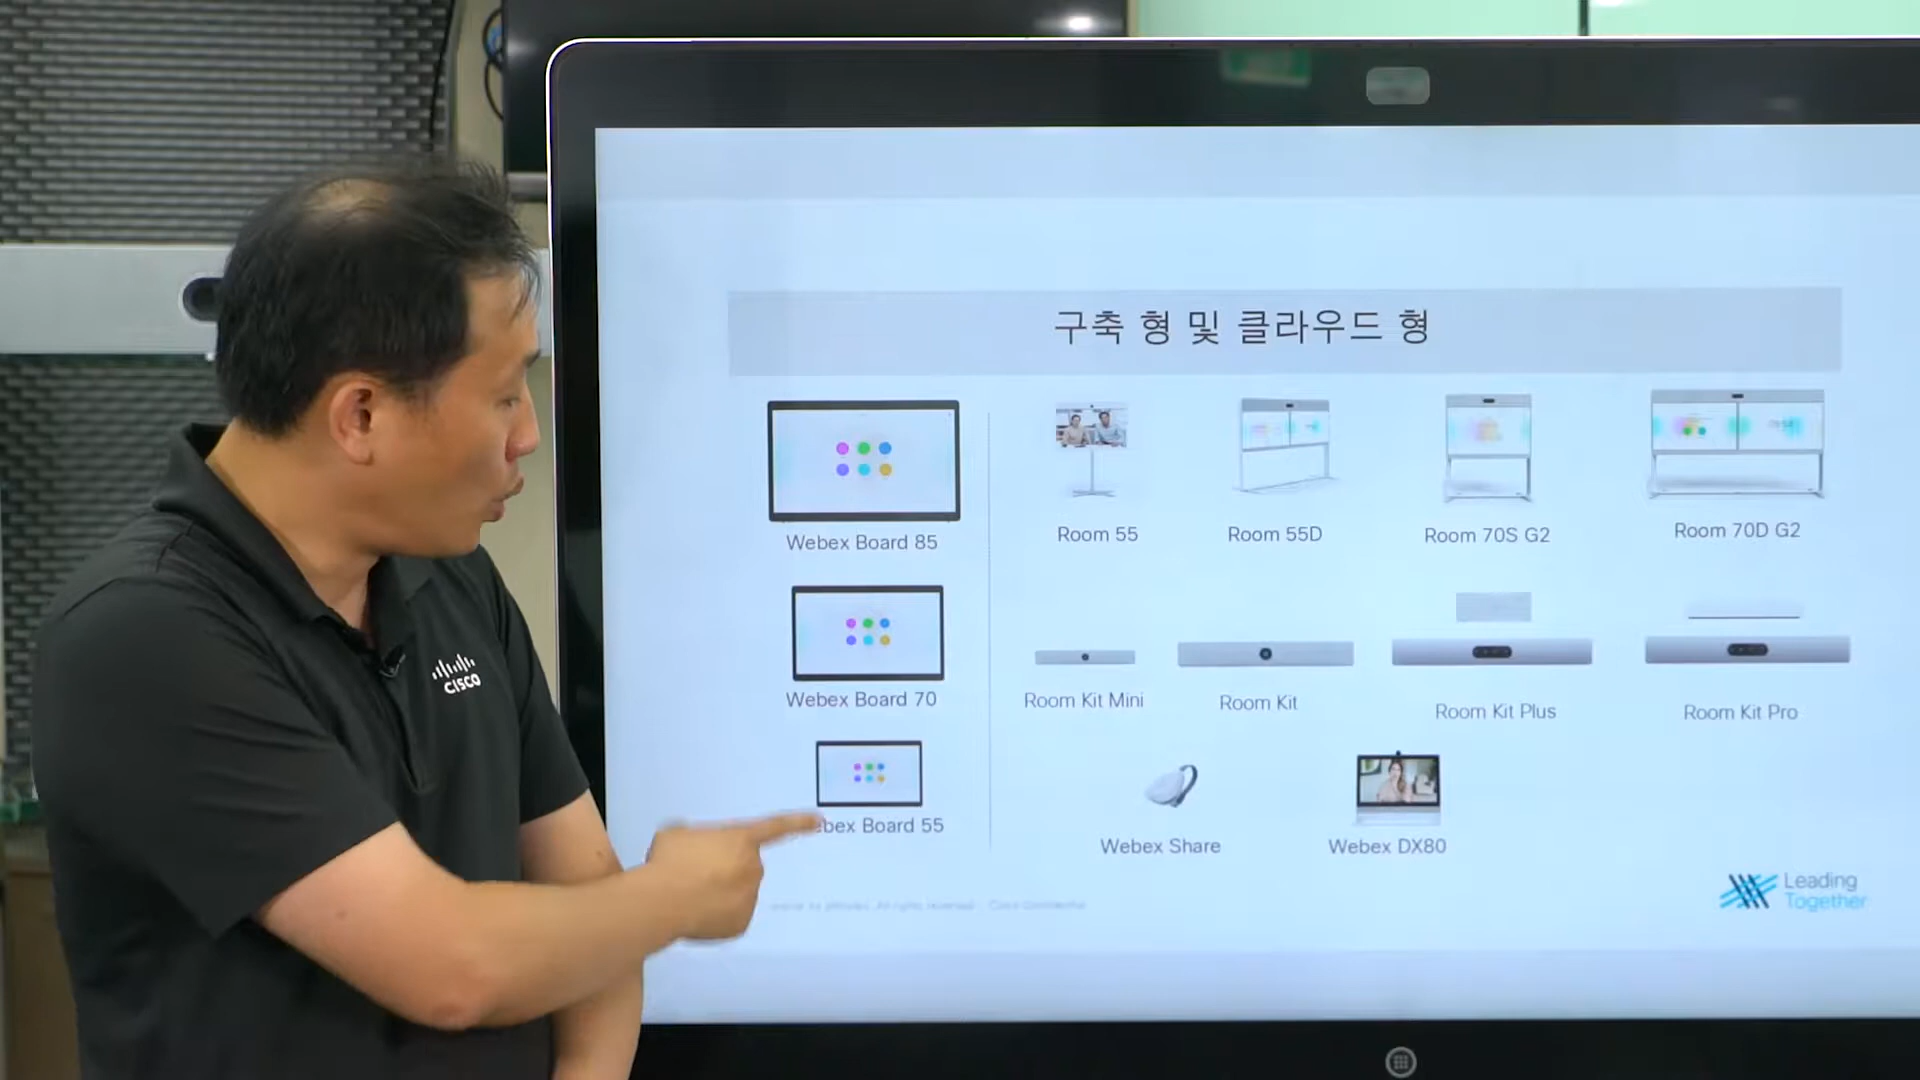 구축 형 및 클라우드 형
Webex Board 85
Room 55
Room 55D
Room 70S G2
Room 70D G2
Webex Board 70
Room Kit Mini
Room Kit
Room Kit Plus
Room Kit Pro
ebex Board 55
Webex Share
Webex DX80
Leading
Together
cisco